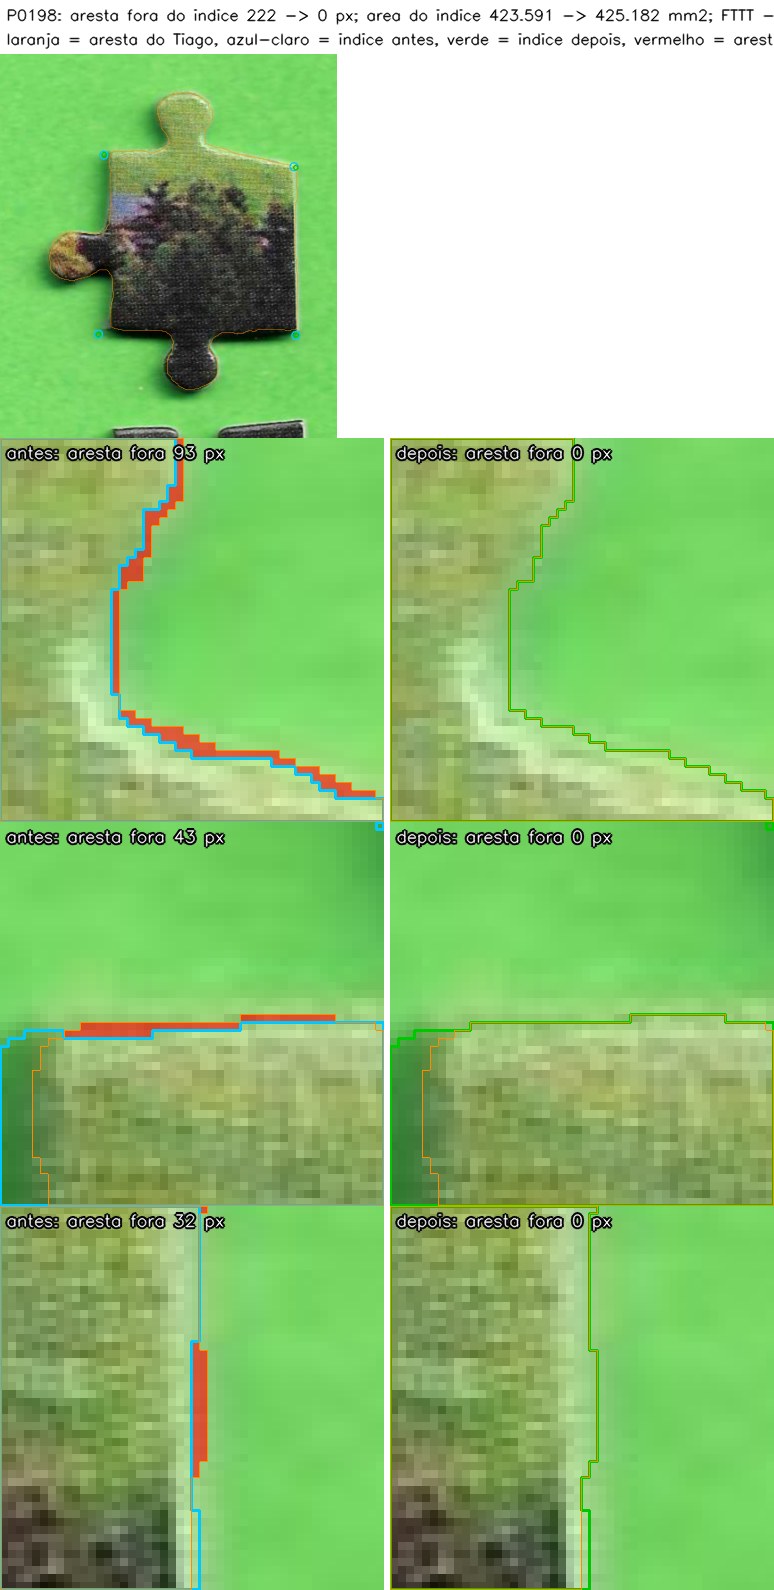 P0198: aresta fora do indice 222 -> 0 px; area do indice 423.591 -> 425.182 mm2; FTTT -
laranja = aresta do Tiago, azul-claro = indice antes, verde = indice depois, vermelho = arest
antes: aresta fora 93 px
depois: aresta fora 0 px
antes: aresta fora 43 px
depois: aresta fora 0 px
antes: aresta fora 32 px
depois: aresta fora 0 px